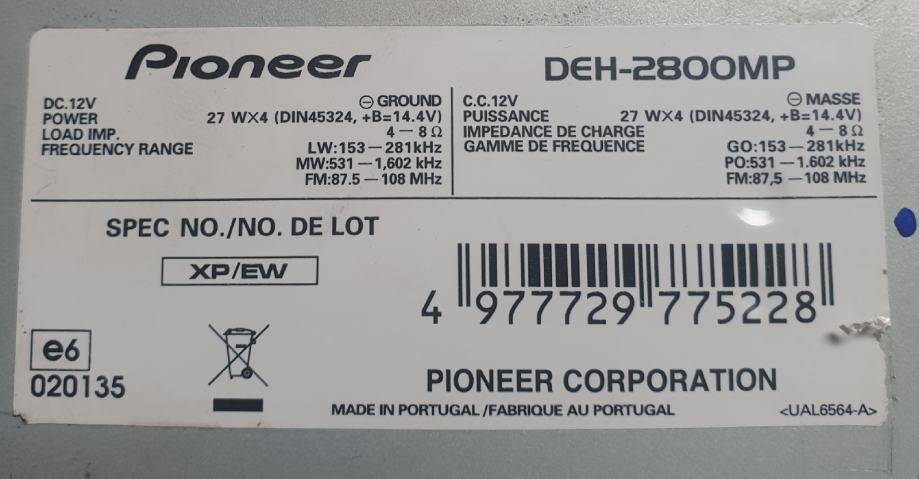 Pioneer
DEH-2800MP
DC.12V ⊖ GROUND
POWER 27 W×4 (DIN45324, +B=14.4V)
LOAD IMP. 4 — 8 Ω
FREQUENCY RANGE LW:153 — 281kHz
MW:531 — 1,602 kHz
FM:87.5 — 108 MHz
C.C.12V ⊖ MASSE
PUISSANCE 27 W×4 (DIN45324, +B=14.4V)
IMPEDANCE DE CHARGE 4 — 8 Ω
GAMME DE FREQUENCE GO:153 — 281kHz
PO:531 — 1.602 kHz
FM:87,5 — 108 MHz
SPEC NO./NO. DE LOT
XP/EW
4 977729 775228
e6
020135
PIONEER CORPORATION
MADE IN PORTUGAL /FABRIQUE AU PORTUGAL
<UAL6564-A>